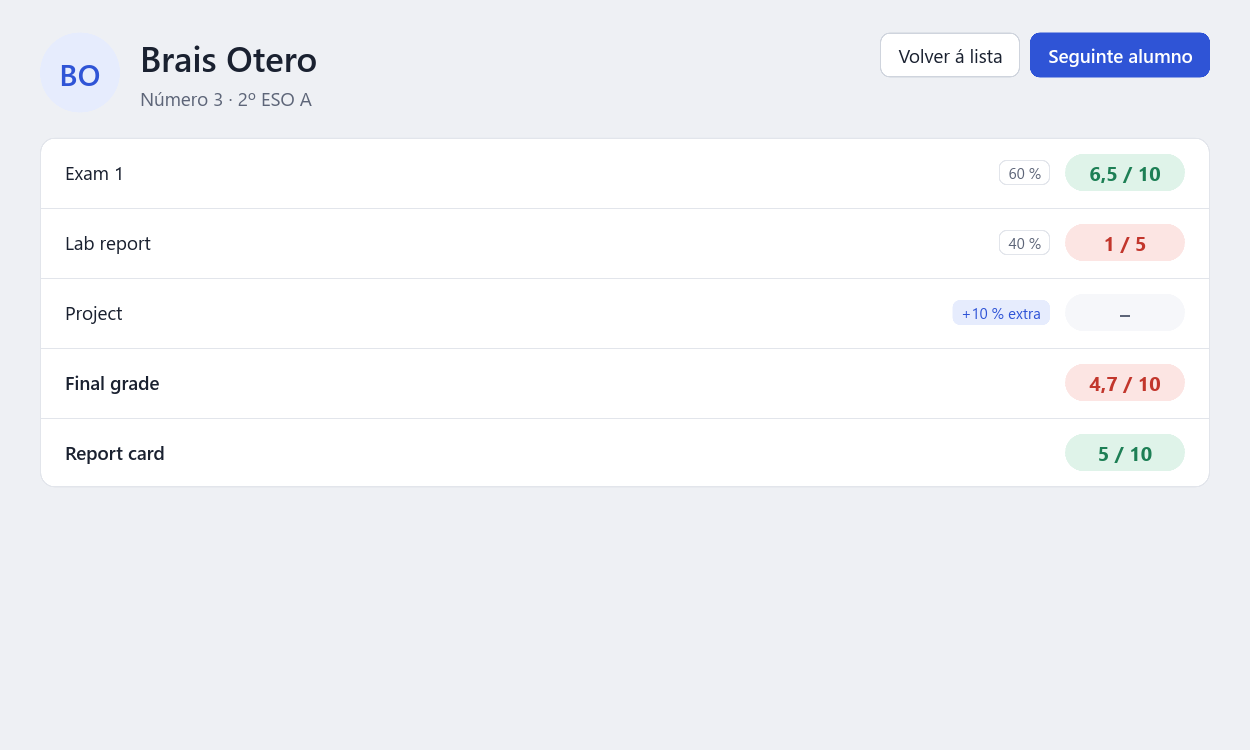 BO
Brais Otero
Número 3 · 2º ESO A
Volver á lista
Seguinte alumno
Exam 1
60 %
6,5 / 10
Lab report
40 %
1 / 5
Project
+10 % extra
–
Final grade
4,7 / 10
Report card
5 / 10